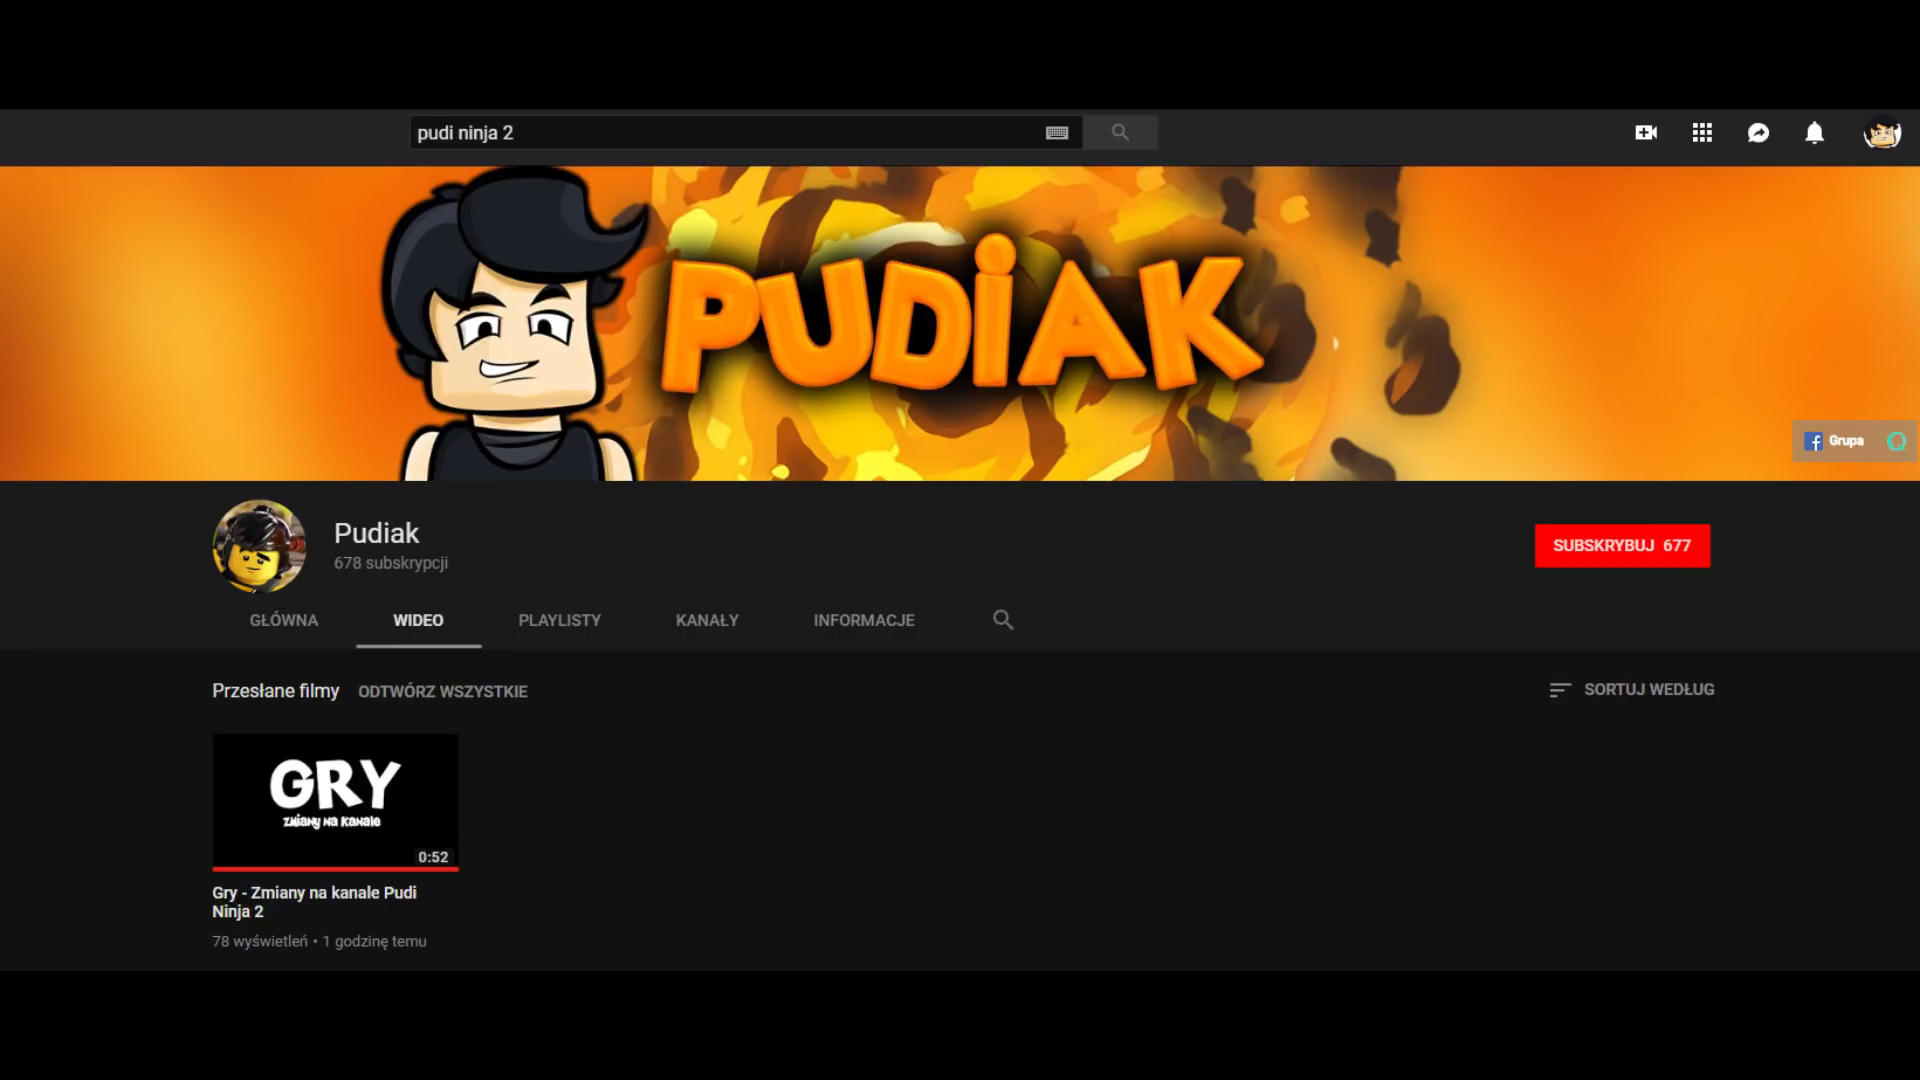 pudi ninja 2
PUDiAK
Grupa
Pudiak
678 subskrypcji
SUBSKRYBUJ 677
GŁÓWNA WIDEO PLAYLISTY KANAŁY INFORMACJE
Przesłane filmy ODTWÓRZ WSZYSTKIE SORTUJ WEDŁUG
GRY
Zmiany na kanale
0:52
Gry - Zmiany na kanale Pudi
Ninja 2
78 wyświetleń • 1 godzinę temu